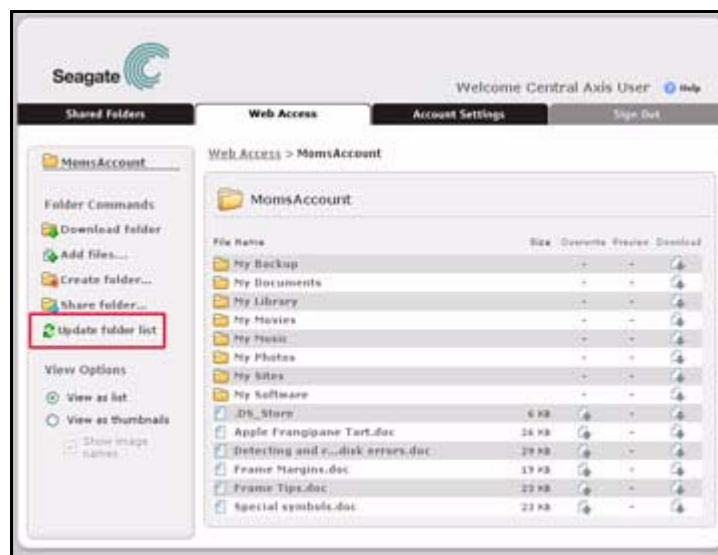 Seagate
Welcome Central Axis User Help
Shared Folders Web Access Account Settings Sign Out
MomsAccount
Web Access > MomsAccount
MomsAccount
Folder Commands
Download folder
Add files...
Create folder...
Share folder...
Update folder list
View Options
View as list
View as thumbnails
Show image
names
File Name Size Overwrite Preview Download
My Backup - -
My Documents - -
My Library - -
My Movies - -
My Music - -
My Photos - -
My Sites - -
My Software - -
.DS_Store 6 KB -
Apple Frangipane Tart.doc 26 KB -
Detecting and r...disk errors.doc 29 KB -
Frame Margins.doc 19 KB -
Frame Tips.doc 23 KB -
Special symbols.doc 23 KB -